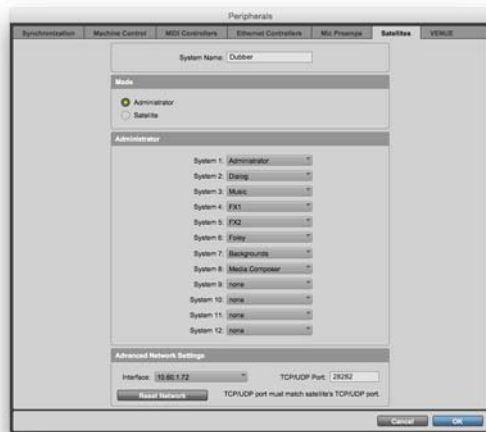 Peripherals
Synchronization Machine Control MIDI Controllers Ethernet Controllers Mic Preamps Satellites VENUE
System Name: Dubber
Mode
Administrator
Satellite
Administrator
System 1: Administrator
System 2: Dialog
System 3: Music
System 4: FX1
System 5: FX2
System 6: Foley
System 7: Backgrounds
System 8: Media Composer
System 9: none
System 10: none
System 11: none
System 12: none
Advanced Network Settings
Interface: 10.60.1.72 TCP/UDP Port: 28282
Reset Network TCP/UDP port must match satellite's TCP/UDP port.
Cancel OK